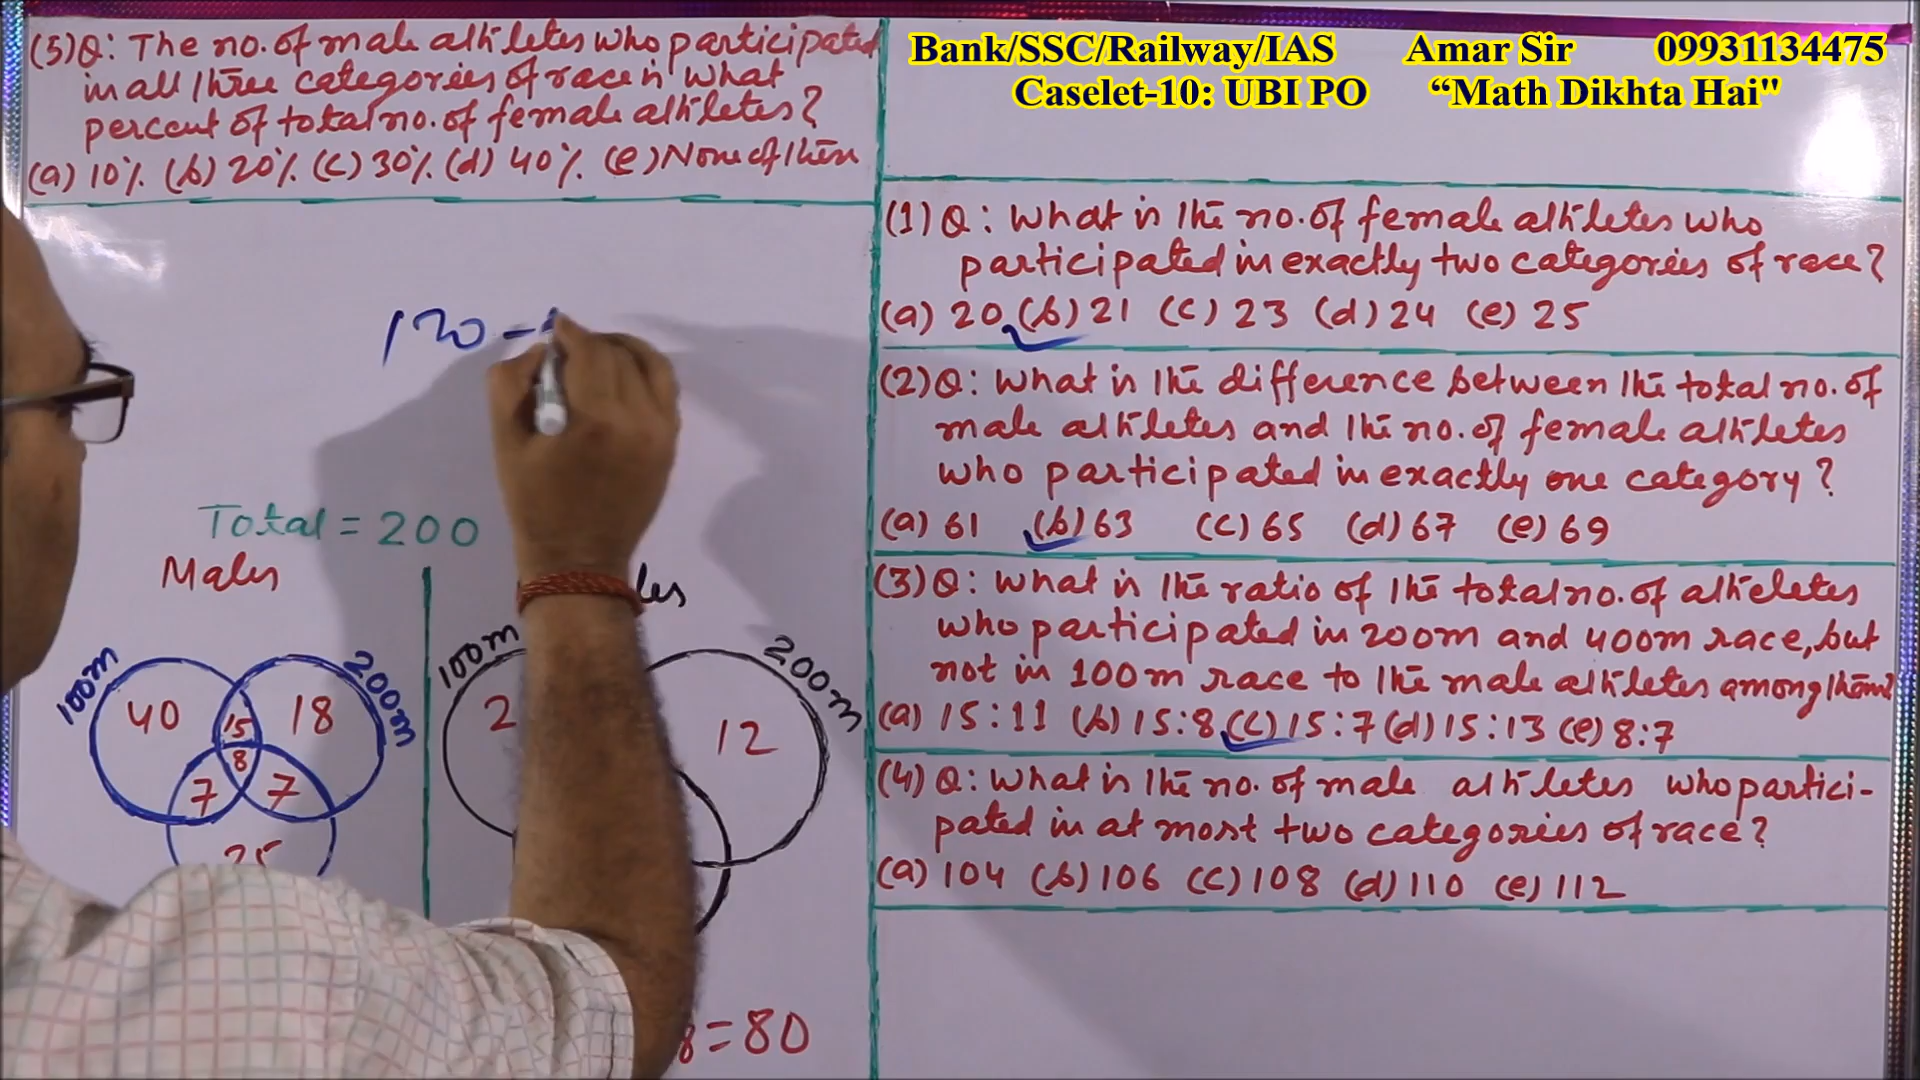 Bank/SSC/Railway/IAS Amar Sir 09931134475
Caselet-10: UBI PO “Math Dikhta Hai"
(5)Q: The no. of male athletes who participated
in all three categories of race is what
percent of total no. of female athletes?
(a) 10% (b) 20% (c) 30% (d) 40% (e) None of them
120 -
Total = 200
Males
100m
200m
40
15
18
8
7
7
25
les
100m
200m
2
12
8=80
(1) Q: What is the no. of female athletes who
participated in exactly two categories of race?
(a) 20 (b) 21 (c) 23 (d) 24 (e) 25
(2) Q: What is the difference between the total no. of
male athletes and the no. of female athletes
who participated in exactly one category?
(a) 61 (b) 63 (c) 65 (d) 67 (e) 69
(3) Q: What is the ratio of the total no. of atheletes
who participated in 200m and 400m race, but
not in 100m race to the male athletes among them?
(a) 15:11 (b) 15:8 (c) 15:7 (d) 15:13 (e) 8:7
(4) Q: What is the no. of male athletes who partici-
pated in at most two categories of race?
(a) 104 (b) 106 (c) 108 (d) 110 (e) 112